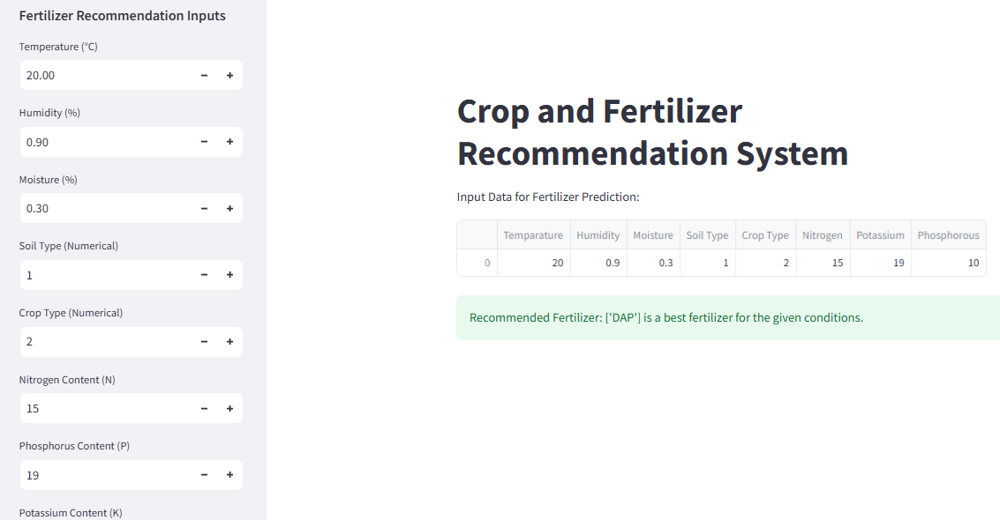 Fertilizer Recommendation Inputs
Temperature (°C)
20.00
Humidity (%)
0.90
Moisture (%)
0.30
Soil Type (Numerical)
1
Crop Type (Numerical)
2
Nitrogen Content (N)
15
Phosphorus Content (P)
19
Potassium Content (K)
Crop and Fertilizer
Recommendation System
Input Data for Fertilizer Prediction:
Temparature Humidity Moisture Soil Type Crop Type Nitrogen Potassium Phosphorous
0 20 0.9 0.3 1 2 15 19 10
Recommended Fertilizer: ['DAP'] is a best fertilizer for the given conditions.